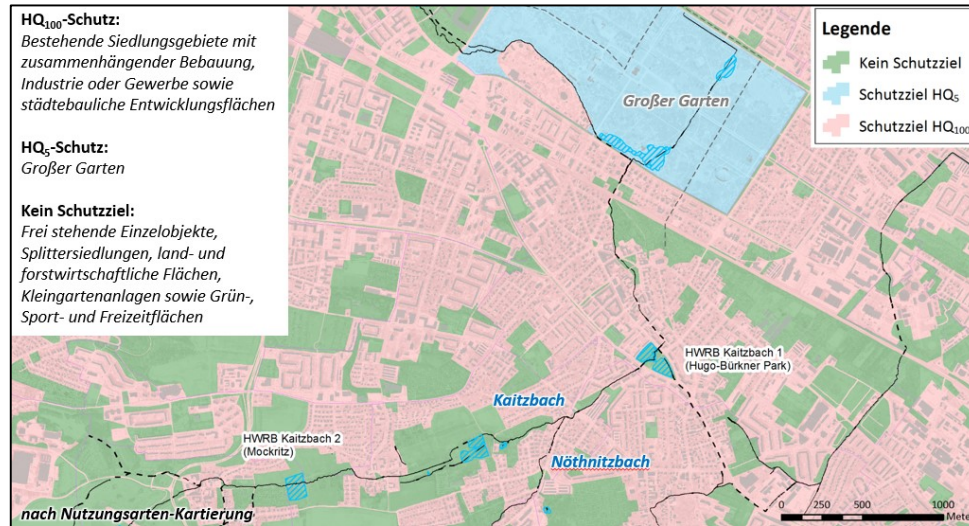 HQ₁₀₀-Schutz:
Bestehende Siedlungsgebiete mit
zusammenhängender Bebauung,
Industrie oder Gewerbe sowie
städtebauliche Entwicklungsflächen
HQ₅-Schutz:
Großer Garten
Kein Schutzziel:
Frei stehende Einzelobjekte,
Splittersiedlungen, land- und
forstwirtschaftliche Flächen,
Kleingartenanlagen sowie Grün-,
Sport- und Freizeitflächen
Legende
Kein Schutzziel
Schutzziel HQ₅
Schutzziel HQ₁₀₀
Großer Garten
HWRB Kaitzbach 1
(Hugo-Bürkner Park)
Kaitzbach
HWRB Kaitzbach 2
(Mockritz)
Nöthnitzbach
nach Nutzungsarten-Kartierung
0 250 500 1000
Mete